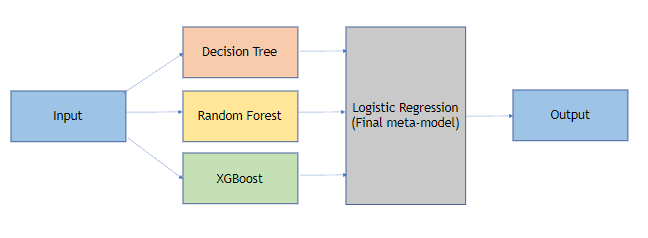 Decision Tree
Input
Random Forest
XGBoost
Logistic Regression
(Final meta-model)
Output